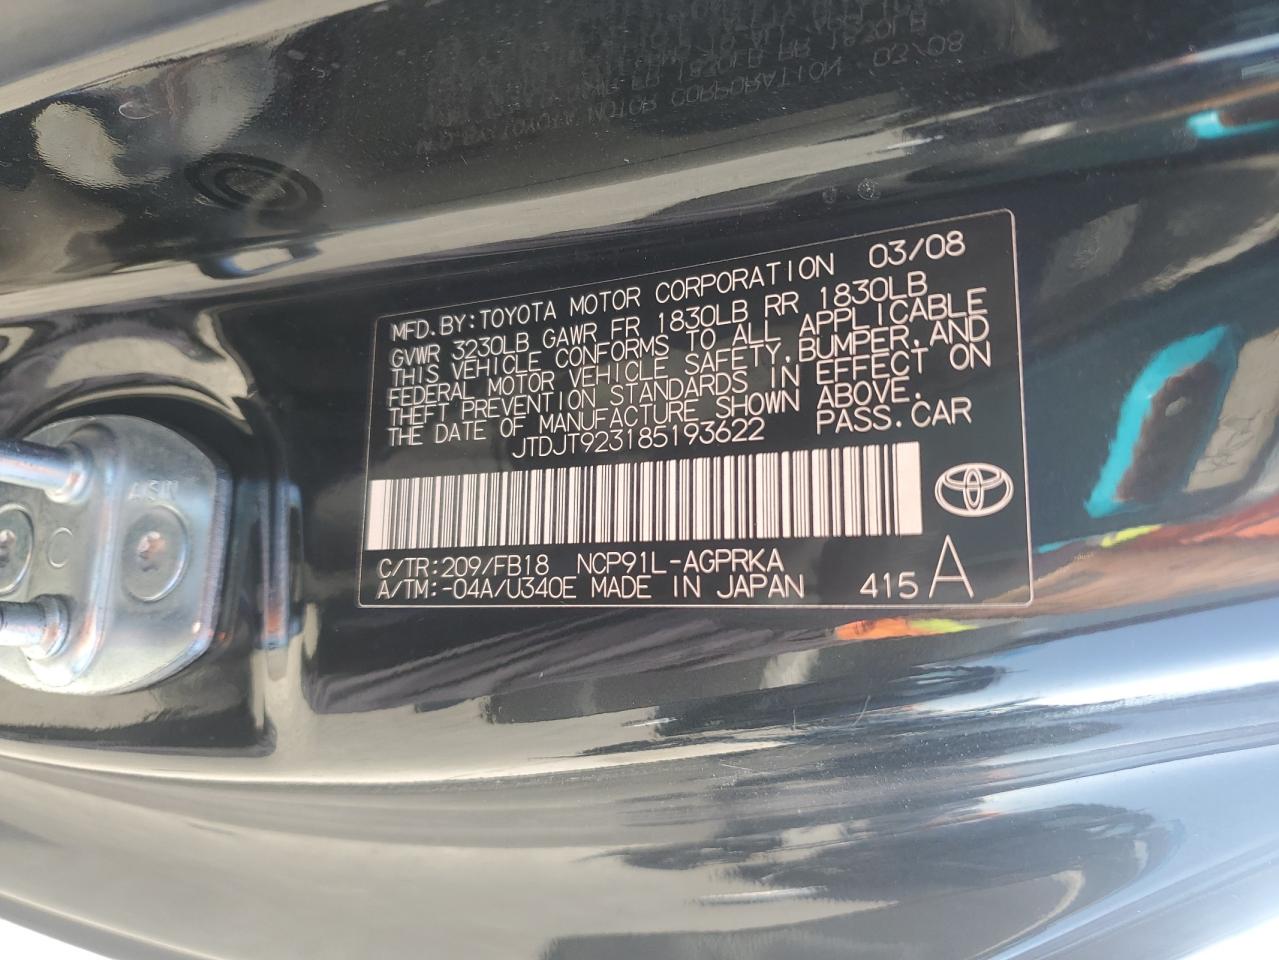 MFD.BY:TOYOTA MOTOR CORPORATION 03/08
GVWR 3230LB GAWR FR 1830LB RR 1830LB
THIS VEHICLE CONFORMS TO ALL APPLICABLE
FEDERAL MOTOR VEHICLE SAFETY, BUMPER, AND
THEFT PREVENTION STANDARDS IN EFFECT ON
THE DATE OF MANUFACTURE SHOWN ABOVE.
JTDJT923185193622 PASS.CAR
C/TR:209/FB18 NCP91L-AGPRKA
A/TM:-04A/U340E MADE IN JAPAN 415 A